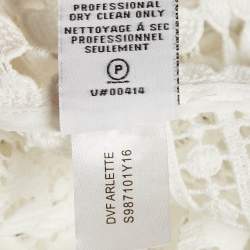 PROFESSIONAL
DRY CLEAN ONLY
NETTOYAGE À SEC
PROFESSIONNEL
SEULEMENT
P
U#00414
DVF ARLETTE
S987101Y16